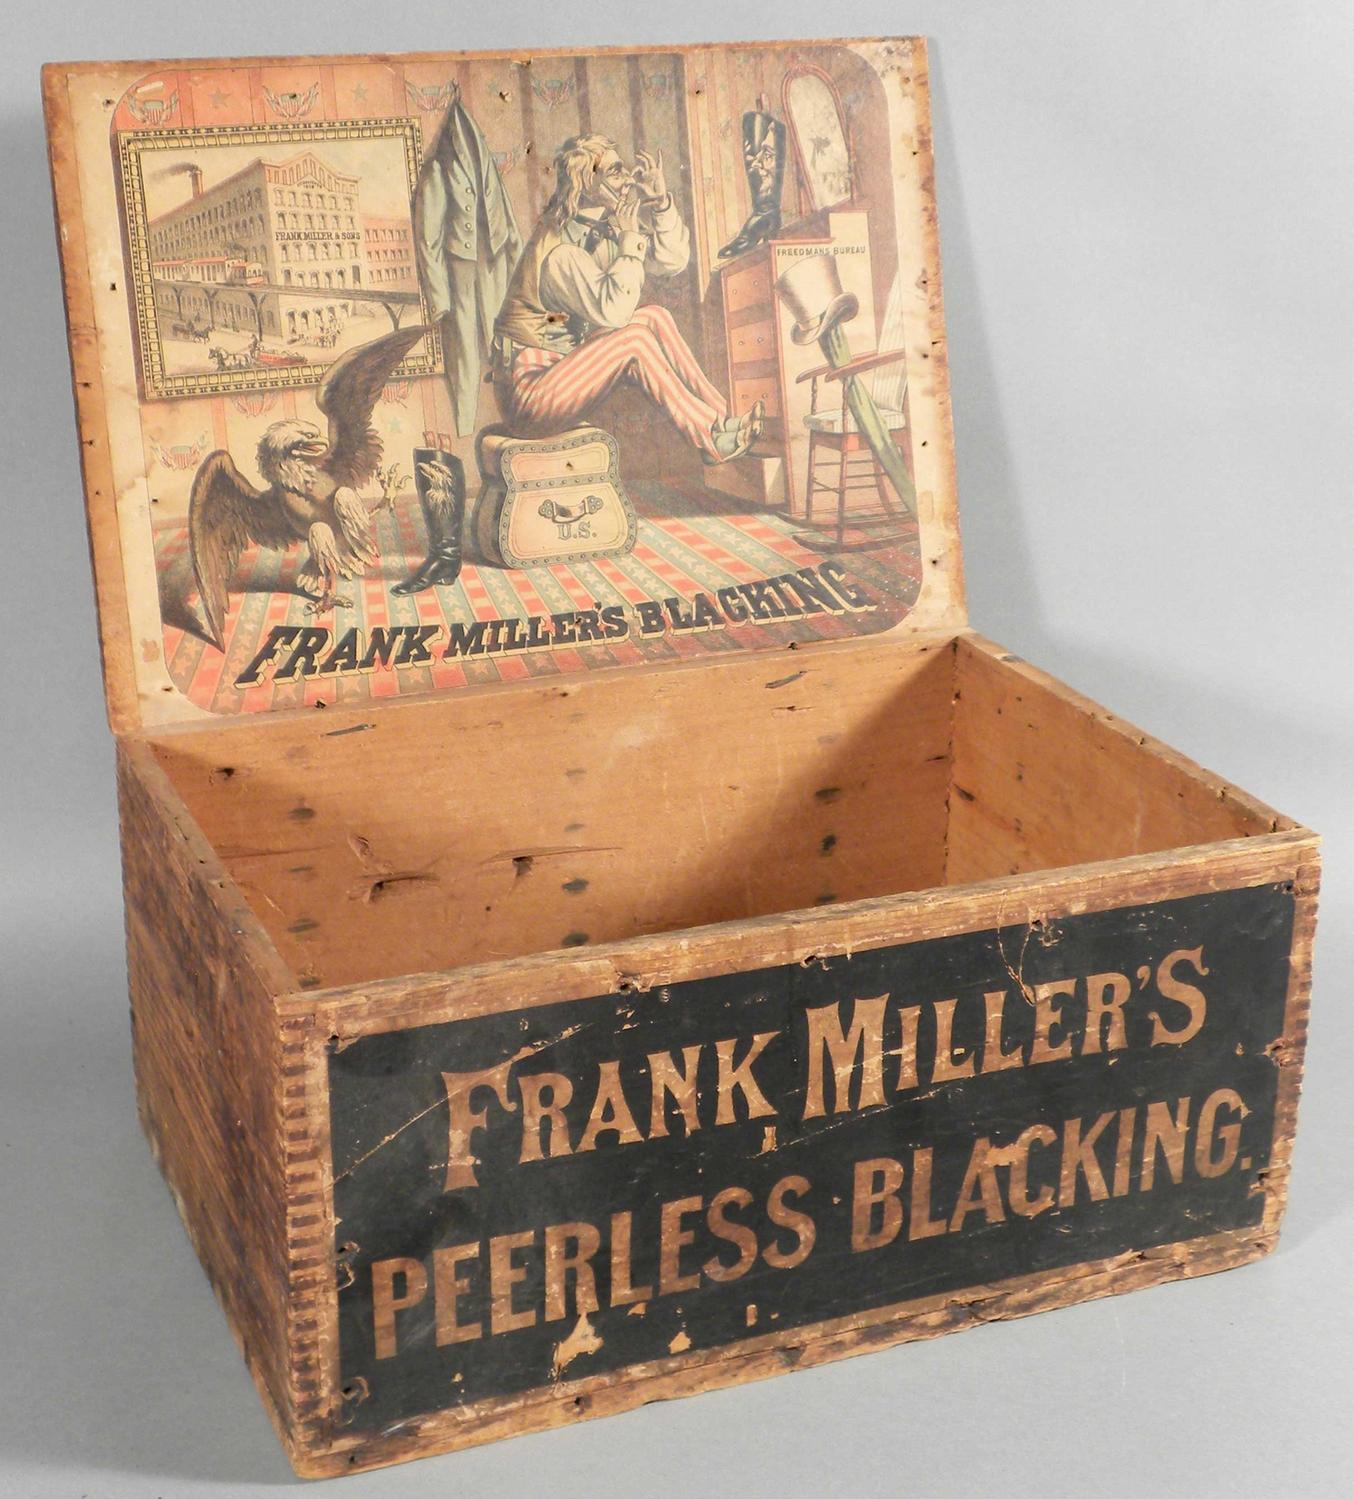 FRANK MILLER & SONS
FREEDMANS BUREAU
U.S.
FRANK MILLER'S BLACKING
FRANK MILLER'S
PEERLESS BLACKING.